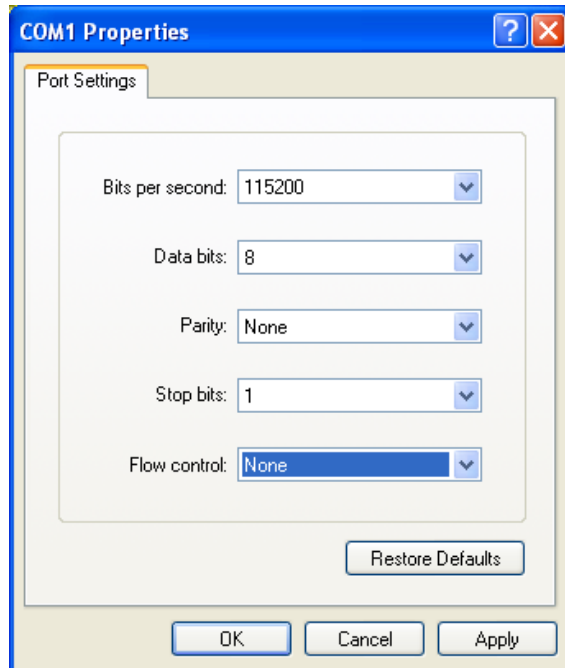 COM1 Properties
Port Settings
Bits per second: 115200
Data bits: 8
Parity: None
Stop bits: 1
Flow control: None
Restore Defaults
OK Cancel Apply